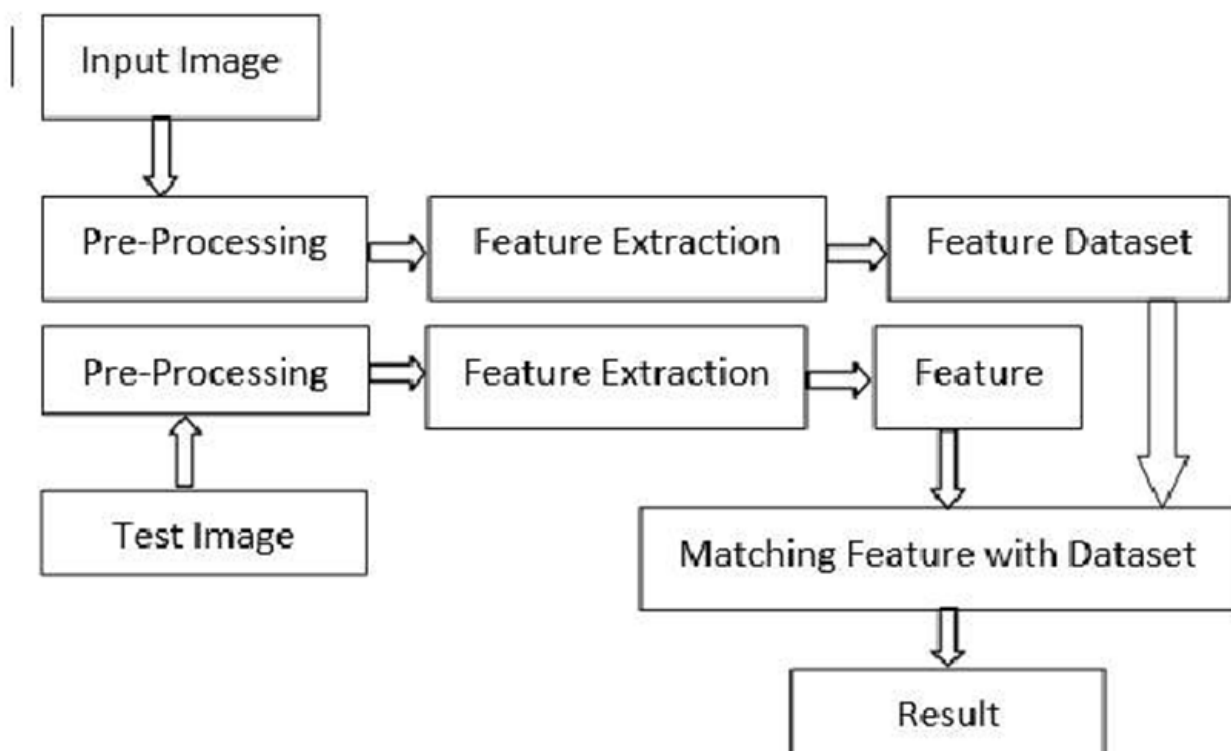 Input Image
Pre-Processing
Feature Extraction
Feature Dataset
Pre-Processing
Feature Extraction
Feature
Test Image
Matching Feature with Dataset
Result